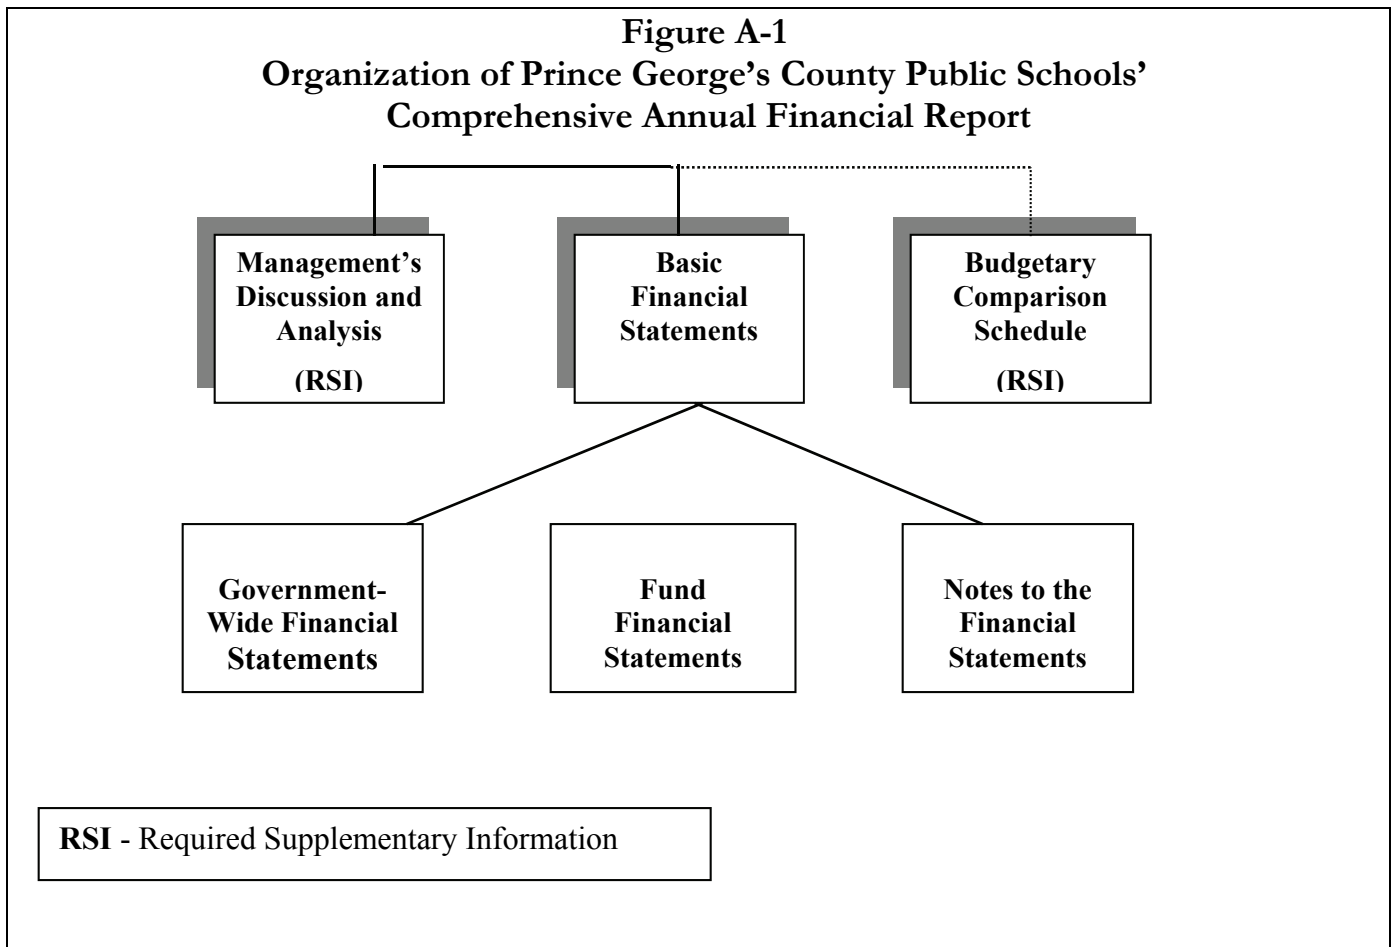 Figure A-1
Organization of Prince George’s County Public Schools’
Comprehensive Annual Financial Report
Management’s
Discussion and
Analysis
(RSI)
Basic
Financial
Statements
Budgetary
Comparison
Schedule
(RSI)
Government-
Wide Financial
Statements
Fund
Financial
Statements
Notes to the
Financial
Statements
RSI - Required Supplementary Information